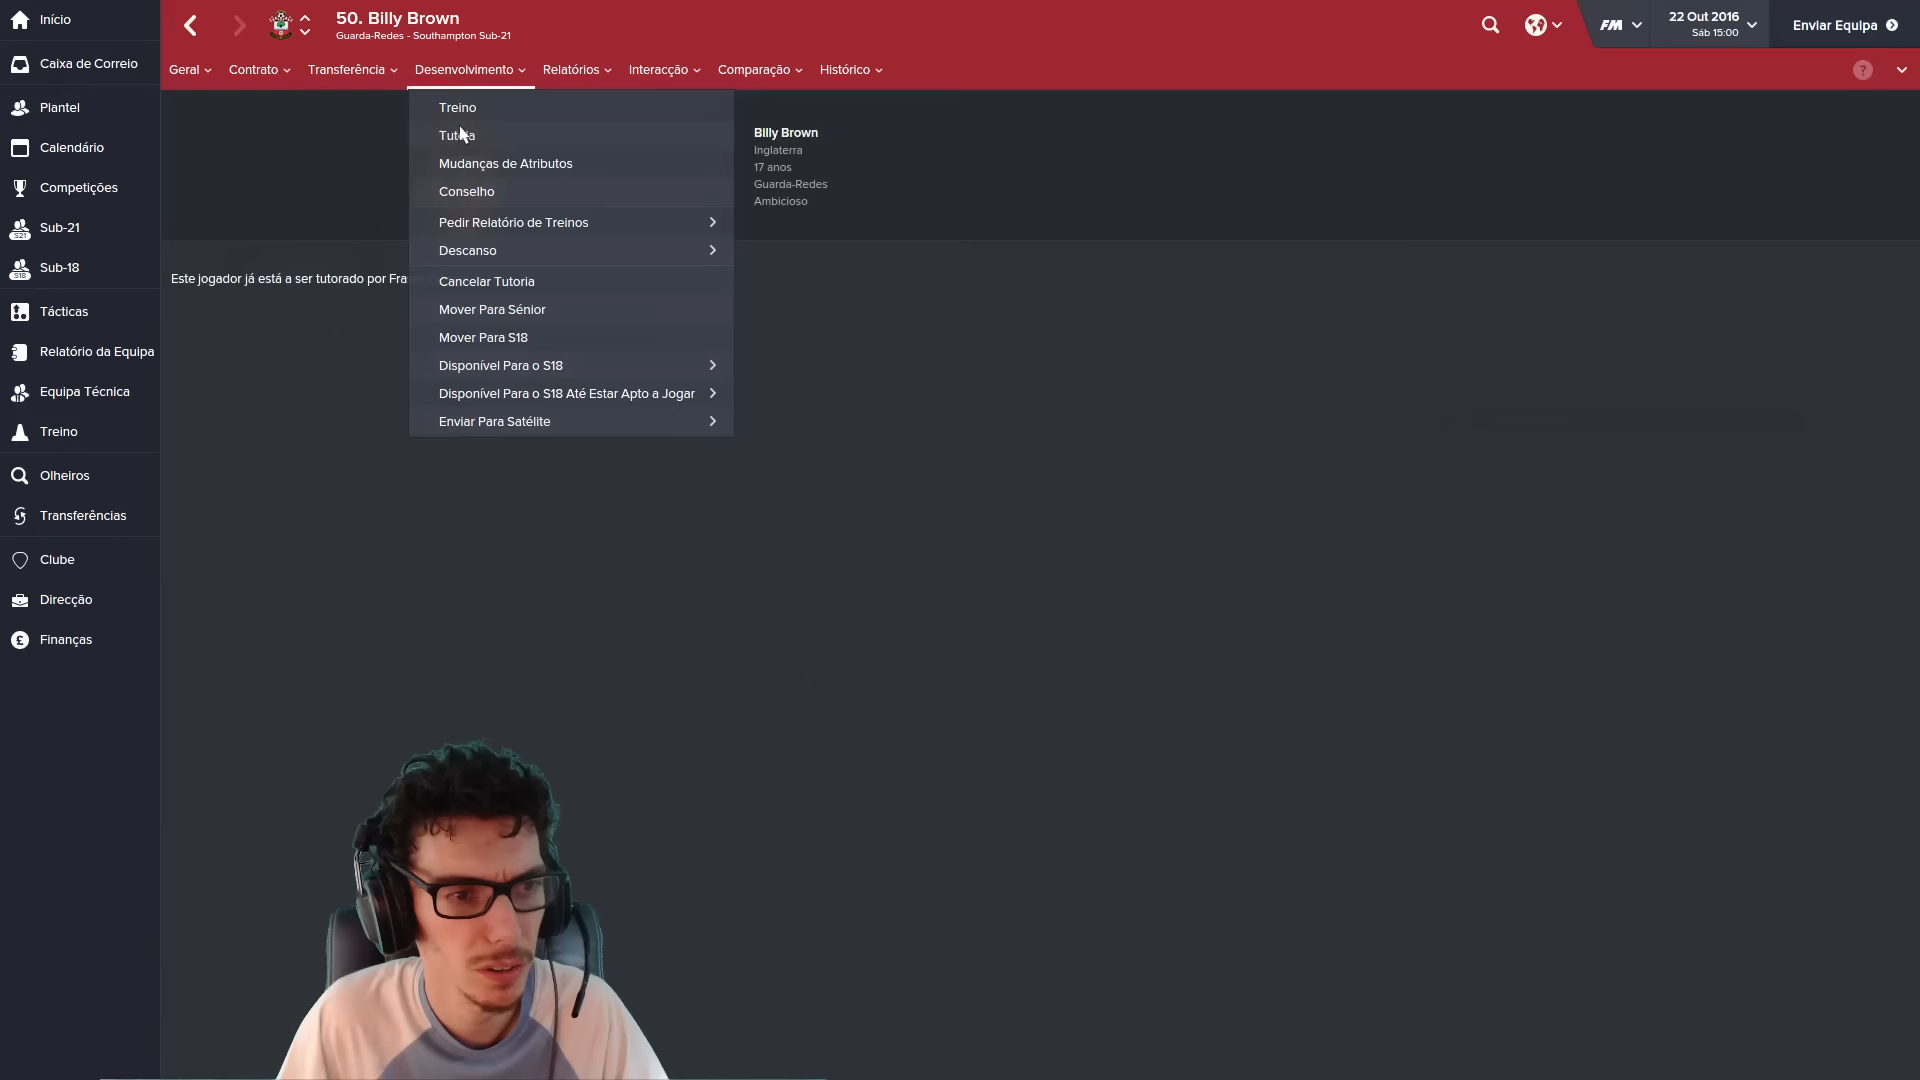 Início
Caixa de Correio
Plantel
Calendário
Competições
S21
Sub-21
S18
Sub-18
Tácticas
Relatório da Equipa
Equipa Técnica
Treino
Olheiros
Transferências
Clube
Direcção
£
Finanças
50. Billy Brown
Guarda-Redes - Southampton Sub-21
FM
22 Out 2016
Sáb 15:00
Enviar Equipa
Geral
Contrato
Transferência
Desenvolvimento
Relatórios
Interacção
Comparação
Histórico
?
Treino
Mudanças de Atributos
Conselho
Pedir Relatório de Treinos
Descanso
Cancelar Tutoria
Mover Para Sénior
Mover Para S18
Disponível Para o S18
Disponível Para o S18 Até Estar Apto a Jogar
Enviar Para Satélite
Billy Brown
Inglaterra
17 anos
Guarda-Redes
Ambicioso
Este jogador já está a ser tutorado por